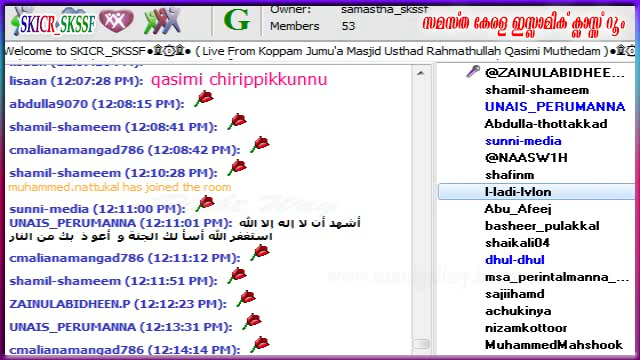 SKICR SKSSF
G
Owner: samastha_skssf
Members 53
സമസ്ത കേരള ഇസ്ലാമിക് ക്ലാസ്സ് റൂം
Welcome to SKICR_SKSSF
( Live From Koppam Jumu'a Masjid Usthad Rahmathullah Qasimi Muthedam )
lisaan (12:07:28 PM): qasimi chirippikkunnu
abdulla9070 (12:08:15 PM):
shamil-shameem (12:08:41 PM):
cmalianamangad786 (12:08:42 PM):
shamil-shameem (12:10:28 PM):
muhammed.nattukal has joined the room
sunni-media (12:11:00 PM):
UNAIS_PERUMANNA (12:11:01 PM): أشهد أن لا إله إلا الله
استغفر الله أسأ لك الجنة و أعو ذ بك من النار
cmalianamangad786 (12:11:12 PM):
shamil-shameem (12:11:51 PM):
ZAINULABIDHEEN.P (12:12:23 PM):
UNAIS_PERUMANNA (12:13:31 PM):
cmalianamangad786 (12:14:14 PM):
@ZAINULABIDHEE...
shamil-shameem
UNAIS_PERUMANNA
Abdulla-thottakkad
sunni-media
@NAASW1H
shafinm
I-ladi-Ivlon
Abu_Afeej
basheer_pulakkal
shaikali04
dhul-dhul
msa_perintalmanna_...
sajiihamd
achukinya
nizamkottoor
MuhammedMahshook